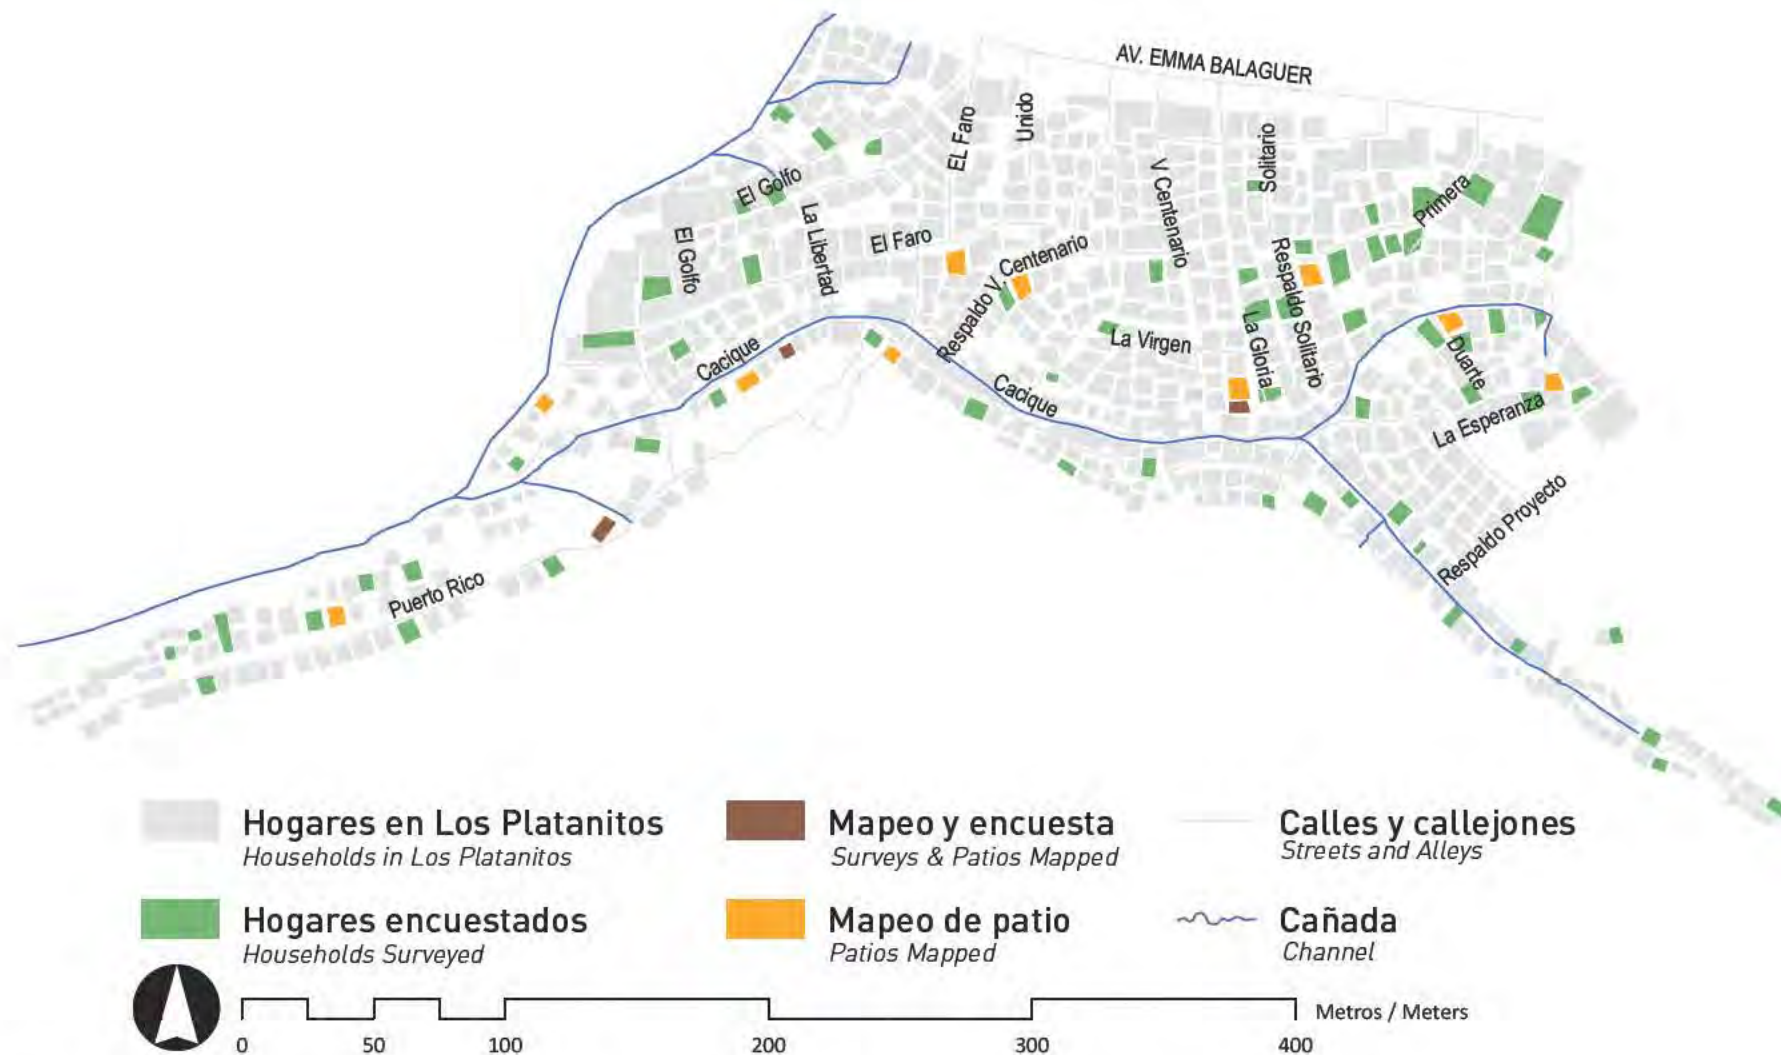 AV. EMMA BALAGUER
EL Faro
Unido
Solitario
V Centenario
Primera
El Golfo
El Golfo
La Libertad
El Faro
Respaldo V. Centenario
Respaldo Solitario
La Gloria
La Virgen
Cacique
Cacique
Duarte
La Esperanza
Respaldo Proyecto
Puerto Rico
Hogares en Los Platanitos
Households in Los Platanitos
Mapeo y encuesta
Surveys & Patios Mapped
Calles y callejones
Streets and Alleys
Hogares encuestados
Households Surveyed
Mapeo de patio
Patios Mapped
Cañada
Channel
Metros / Meters
0 50 100 200 300 400